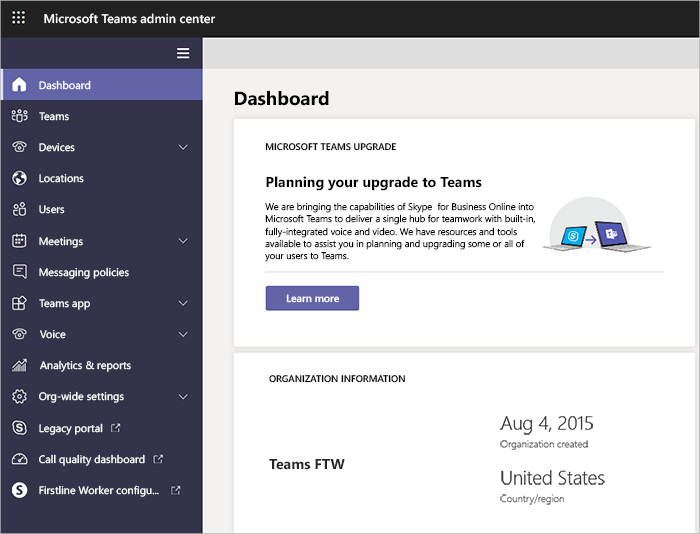 Microsoft Teams admin center
Dashboard
Teams
Devices
Locations
Users
Meetings
Messaging policies
Teams app
Voice
Analytics & reports
Org-wide settings
Legacy portal
Call quality dashboard
Firstline Worker configu...
Dashboard
MICROSOFT TEAMS UPGRADE
Planning your upgrade to Teams
We are bringing the capabilities of Skype for Business Online into
Microsoft Teams to deliver a single hub for teamwork with built-in,
fully-integrated voice and video. We have resources and tools
available to assist you in planning and upgrading some or all of
your users to Teams.
Learn more
ORGANIZATION INFORMATION
Teams FTW
Aug 4, 2015
Organization created
United States
Country/region